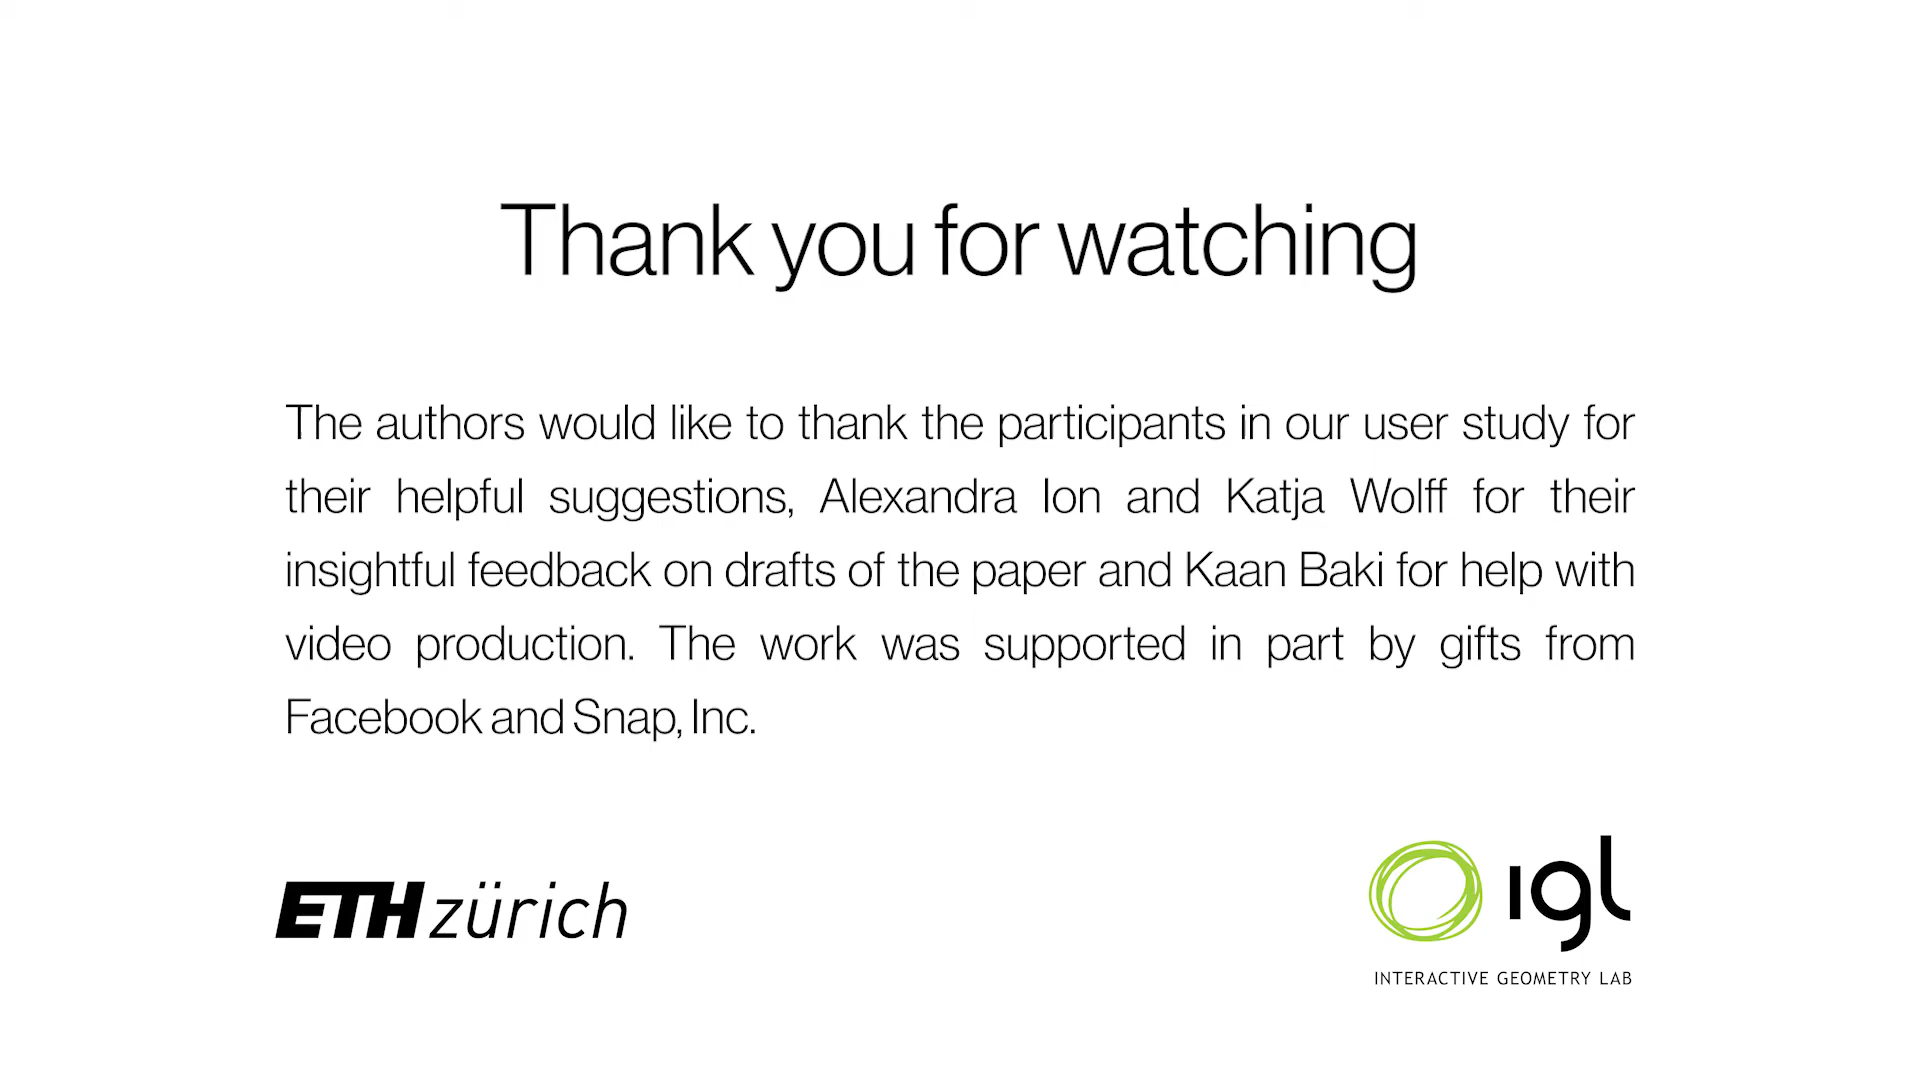 Thank you for watching
The authors would like to thank the participants in our user study for
their helpful suggestions, Alexandra Ion and Katja Wolff for their
insightful feedback on drafts of the paper and Kaan Baki for help with
video production. The work was supported in part by gifts from
Facebook and Snap, Inc.
ETH zürich
igl
INTERACTIVE GEOMETRY LAB